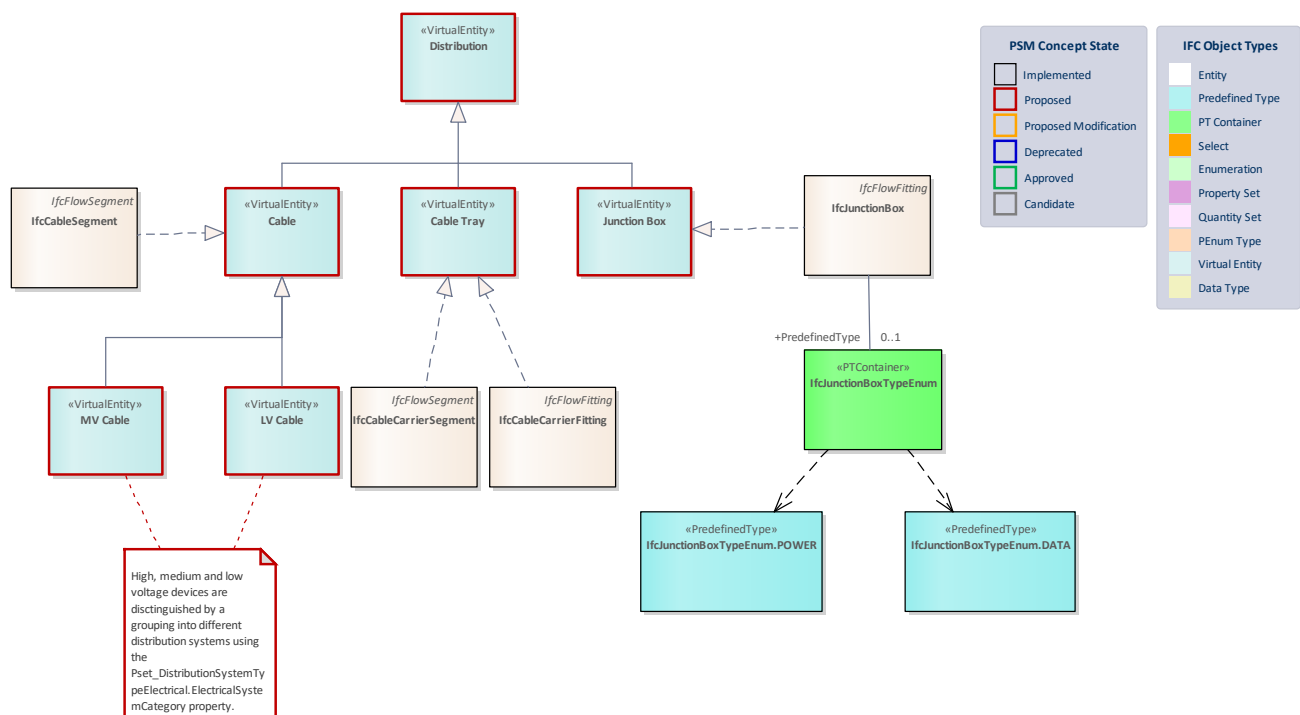 «VirtualEntity»
Distribution
«VirtualEntity»
Cable
«VirtualEntity»
Cable Tray
«VirtualEntity»
Junction Box
IfcFlowSegment
IfcCableSegment
IfcFlowFitting
IfcJunctionBox
+PredefinedType
0..1
«VirtualEntity»
MV Cable
«VirtualEntity»
LV Cable
IfcFlowSegment
IfcCableCarrierSegment
IfcFlowFitting
IfcCableCarrierFitting
«PTContainer»
IfcJunctionBoxTypeEnum
«PredefinedType»
IfcJunctionBoxTypeEnum.POWER
«PredefinedType»
IfcJunctionBoxTypeEnum.DATA
High, medium and low
voltage devices are
disctinguished by a
grouping into different
distribution systems using
the
Pset_DistributionSystemTy
peElectrical.ElectricalSyste
mCategory property.
PSM Concept State
Implemented
Proposed
Proposed Modification
Deprecated
Approved
Candidate
IFC Object Types
Entity
Predefined Type
PT Container
Select
Enumeration
Property Set
Quantity Set
PEnum Type
Virtual Entity
Data Type